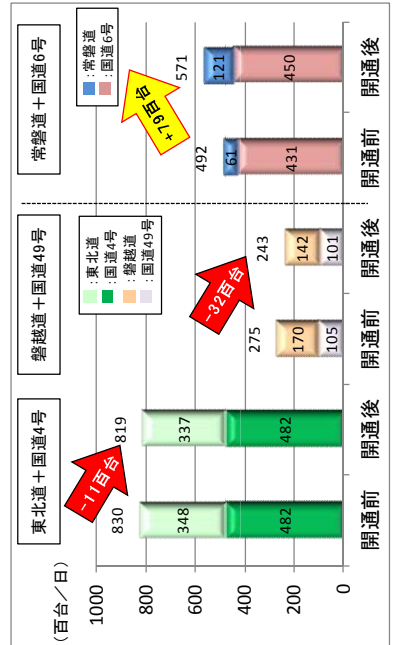 (百台/日)
東北道+国道4号
磐越道+国道49号
常磐道+国道6号
:東北道
:国道4号
:磐越道
:国道49号
:常磐道
:国道6号
-11百台
-32百台
+79百台
1000
800
600
400
200
0
830
348
482
819
337
482
275
170
105
243
142
101
492
61
431
571
121
450
開通前
開通後
開通前
開通後
開通前
開通後